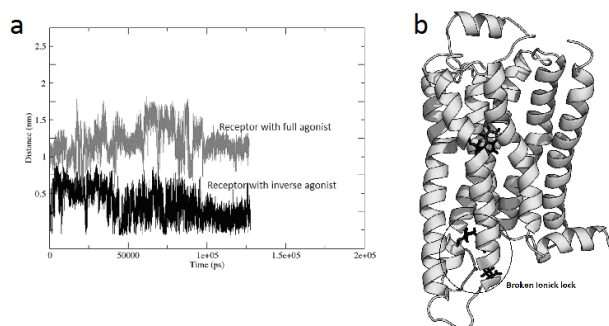 a
b
2.5
2
1.5
1
0.5
Distance (nm)
Receptor with full agonist
Receptor with inverse agonist
0
50000
1e+05
1.5e+05
2e+05
Time (ps)
Broken Ionick lock